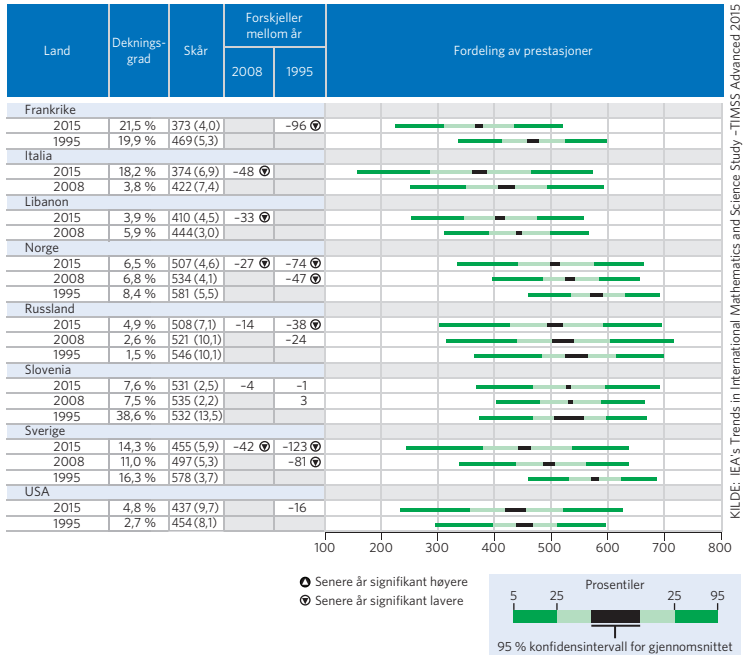 Land Deknings-grad Skår Forskjeller mellom år Fordeling av prestasjoner
2008 1995
Frankrike
2015 21,5 % 373 (4,0) -96
1995 19,9 % 469 (5,3)
Italia
2015 18,2 % 374 (6,9) -48
2008 3,8 % 422 (7,4)
Libanon
2015 3,9 % 410 (4,5) -33
2008 5,9 % 444 (3,0)
Norge
2015 6,5 % 507 (4,6) -27 -74
2008 6,8 % 534 (4,1) -47
1995 8,4 % 581 (5,5)
Russland
2015 4,9 % 508 (7,1) -14 -38
2008 2,6 % 521 (10,1) -24
1995 1,5 % 546 (10,1)
Slovenia
2015 7,6 % 531 (2,5) -4 -1
2008 7,5 % 535 (2,2) 3
1995 38,6 % 532 (13,5)
Sverige
2015 14,3 % 455 (5,9) -42 -123
2008 11,0 % 497 (5,3) -81
1995 16,3 % 578 (3,7)
USA
2015 4,8 % 437 (9,7) -16
1995 2,7 % 454 (8,1)
100 200 300 400 500 600 700 800
Senere år signifikant høyere
Senere år signifikant lavere
Prosentiler
5 25 25 95
95 % konfidensintervall for gjennomsnittet
KILDE: IEA's Trends in International Mathematics and Science Study -TIMSS Advanced 2015